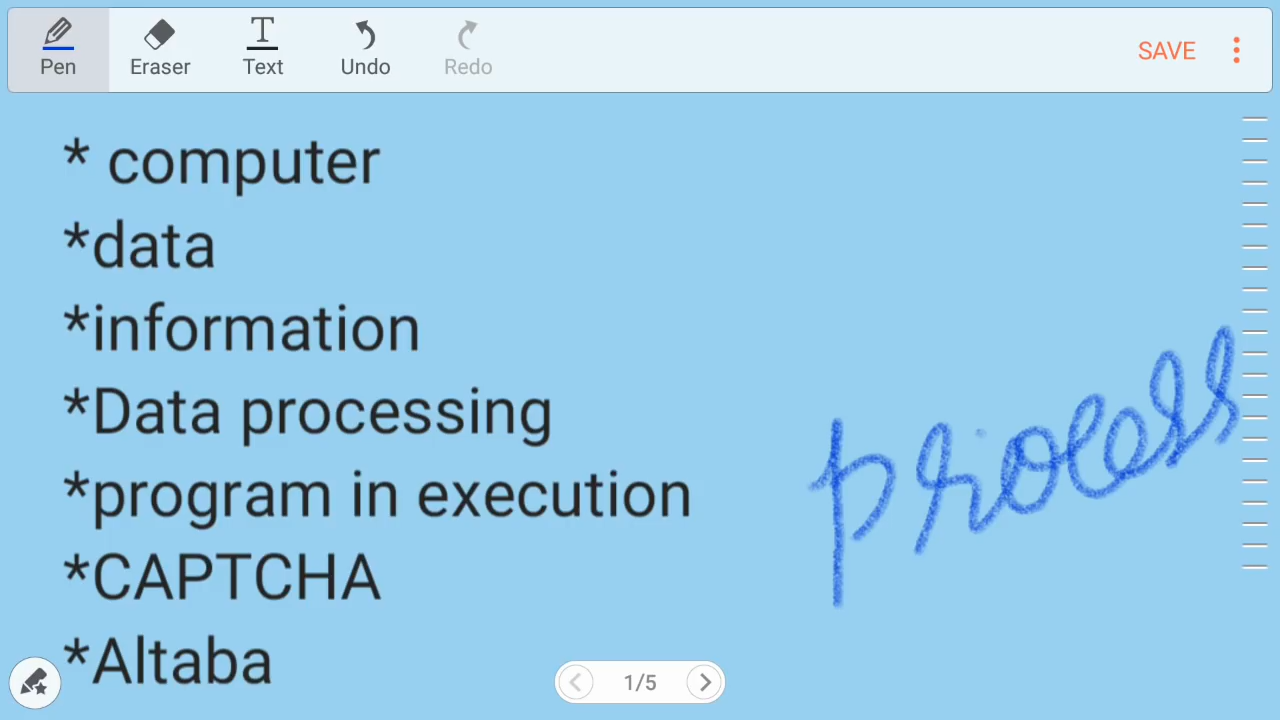 Pen Eraser Text Undo Redo SAVE
* computer
*data
*information
*Data processing
*program in execution
process
*CAPTCHA
*Altaba
1/5